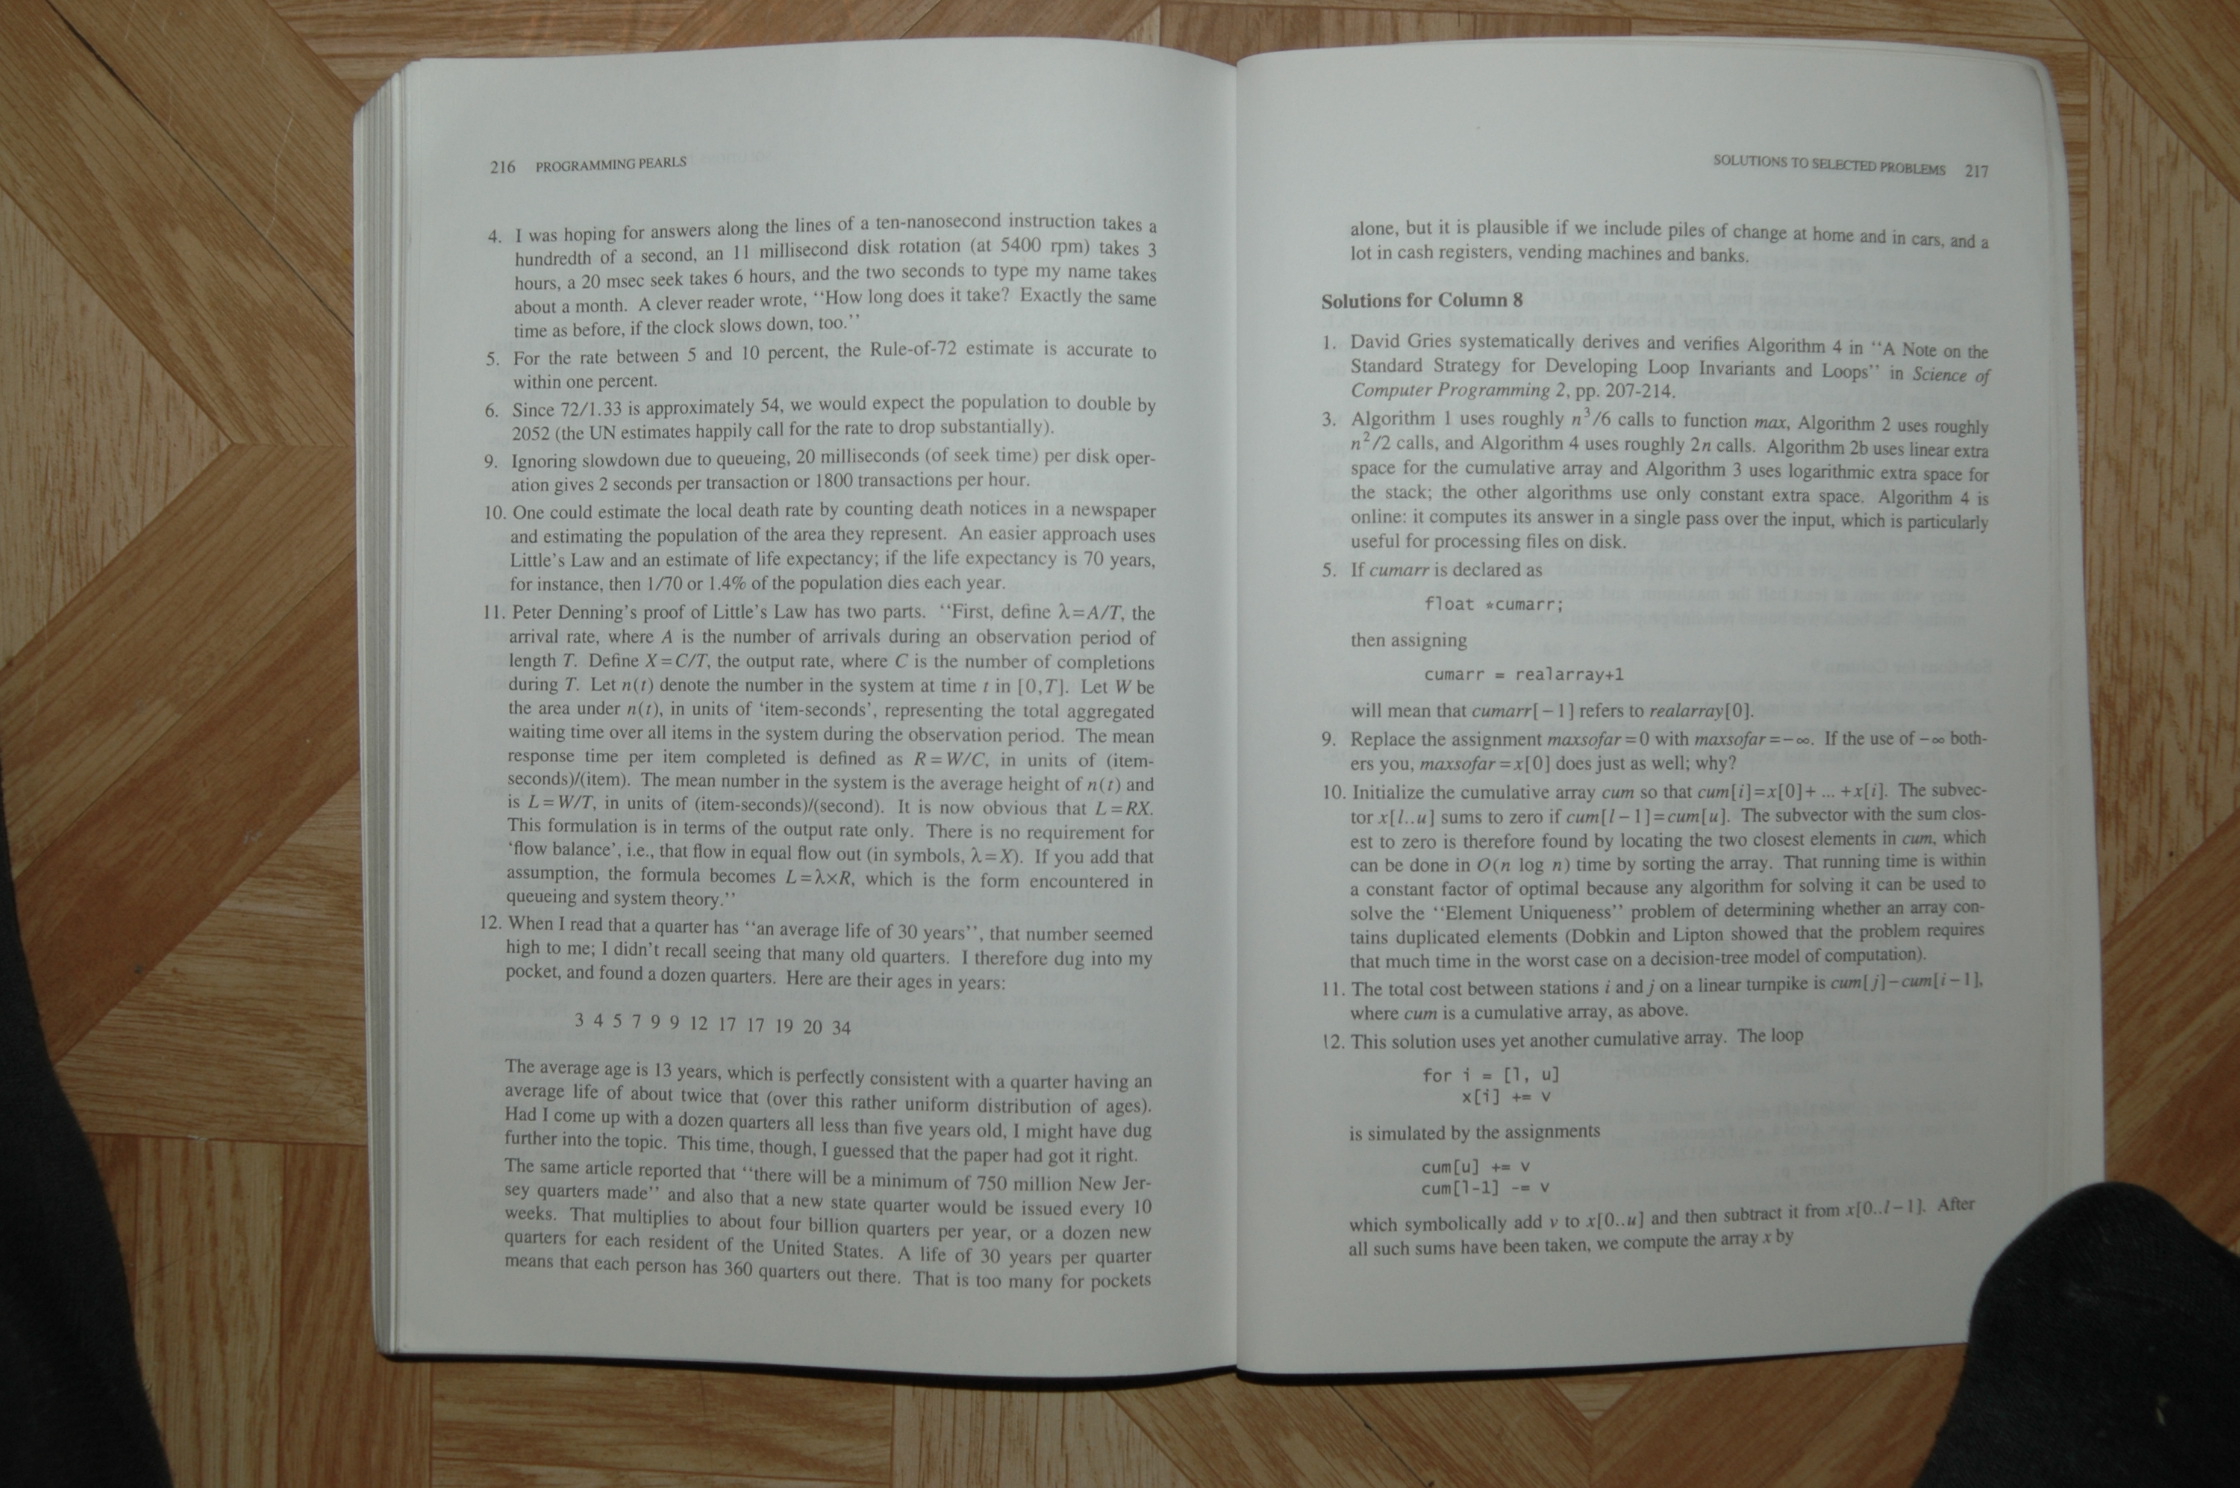 216 PROGRAMMING PEARLS
4. I was hoping for answers along the lines of a ten-nanosecond instruction takes a
hundredth of a second, an 11 millisecond disk rotation (at 5400 rpm) takes 3
hours, a 20 msec seek takes 6 hours, and the two seconds to type my name takes
about a month. A clever reader wrote, ‘‘How long does it take? Exactly the same
time as before, if the clock slows down, too.’’
5. For the rate between 5 and 10 percent, the Rule-of-72 estimate is accurate to
within one percent.
6. Since 72/1.33 is approximately 54, we would expect the population to double by
2052 (the UN estimates happily call for the rate to drop substantially).
9. Ignoring slowdown due to queueing, 20 milliseconds (of seek time) per disk oper-
ation gives 2 seconds per transaction or 1800 transactions per hour.
10. One could estimate the local death rate by counting death notices in a newspaper
and estimating the population of the area they represent. An easier approach uses
Little’s Law and an estimate of life expectancy; if the life expectancy is 70 years,
for instance, then 1/70 or 1.4% of the population dies each year.
11. Peter Denning’s proof of Little’s Law has two parts. ‘‘First, define λ=A/T, the
arrival rate, where A is the number of arrivals during an observation period of
length T. Define X=C/T, the output rate, where C is the number of completions
during T. Let n(t) denote the number in the system at time t in [0,T]. Let W be
the area under n(t), in units of ‘item-seconds’, representing the total aggregated
waiting time over all items in the system during the observation period. The mean
response time per item completed is defined as R=W/C, in units of (item-
seconds)/(item). The mean number in the system is the average height of n(t) and
is L=W/T, in units of (item-seconds)/(second). It is now obvious that L=RX.
This formulation is in terms of the output rate only. There is no requirement for
‘flow balance’, i.e., that flow in equal flow out (in symbols, λ=X). If you add that
assumption, the formula becomes L=λ×R, which is the form encountered in
queueing and system theory.’’
12. When I read that a quarter has ‘‘an average life of 30 years’’, that number seemed
high to me; I didn’t recall seeing that many old quarters. I therefore dug into my
pocket, and found a dozen quarters. Here are their ages in years:
3 4 5 7 9 9 12 17 17 19 20 34
The average age is 13 years, which is perfectly consistent with a quarter having an
average life of about twice that (over this rather uniform distribution of ages).
Had I come up with a dozen quarters all less than five years old, I might have dug
further into the topic. This time, though, I guessed that the paper had got it right.
The same article reported that ‘‘there will be a minimum of 750 million New Jer-
sey quarters made’’ and also that a new state quarter would be issued every 10
weeks. That multiplies to about four billion quarters per year, or a dozen new
quarters for each resident of the United States. A life of 30 years per quarter
means that each person has 360 quarters out there. That is too many for pockets
SOLUTIONS TO SELECTED PROBLEMS 217
alone, but it is plausible if we include piles of change at home and in cars, and a
lot in cash registers, vending machines and banks.
Solutions for Column 8
1. David Gries systematically derives and verifies Algorithm 4 in ‘‘A Note on the
Standard Strategy for Developing Loop Invariants and Loops’’ in Science of
Computer Programming 2, pp. 207-214.
3. Algorithm 1 uses roughly n³/6 calls to function max, Algorithm 2 uses roughly
n²/2 calls, and Algorithm 4 uses roughly 2n calls. Algorithm 2b uses linear extra
space for the cumulative array and Algorithm 3 uses logarithmic extra space for
the stack; the other algorithms use only constant extra space. Algorithm 4 is
online: it computes its answer in a single pass over the input, which is particularly
useful for processing files on disk.
5. If cumarr is declared as
float *cumarr;
then assigning
cumarr = realarray+1
will mean that cumarr[−1] refers to realarray[0].
9. Replace the assignment maxsofar=0 with maxsofar=−∞. If the use of −∞ both-
ers you, maxsofar=x[0] does just as well; why?
10. Initialize the cumulative array cum so that cum[i]=x[0]+ ... +x[i]. The subvec-
tor x[l..u] sums to zero if cum[l−1]=cum[u]. The subvector with the sum clos-
est to zero is therefore found by locating the two closest elements in cum, which
can be done in O(n log n) time by sorting the array. That running time is within
a constant factor of optimal because any algorithm for solving it can be used to
solve the ‘‘Element Uniqueness’’ problem of determining whether an array con-
tains duplicated elements (Dobkin and Lipton showed that the problem requires
that much time in the worst case on a decision-tree model of computation).
11. The total cost between stations i and j on a linear turnpike is cum[j]−cum[i−1],
where cum is a cumulative array, as above.
12. This solution uses yet another cumulative array. The loop
for i = [l, u]
x[i] += v
is simulated by the assignments
cum[u] += v
cum[l-1] -= v
which symbolically add v to x[0..u] and then subtract it from x[0..l−1]. After
all such sums have been taken, we compute the array x by